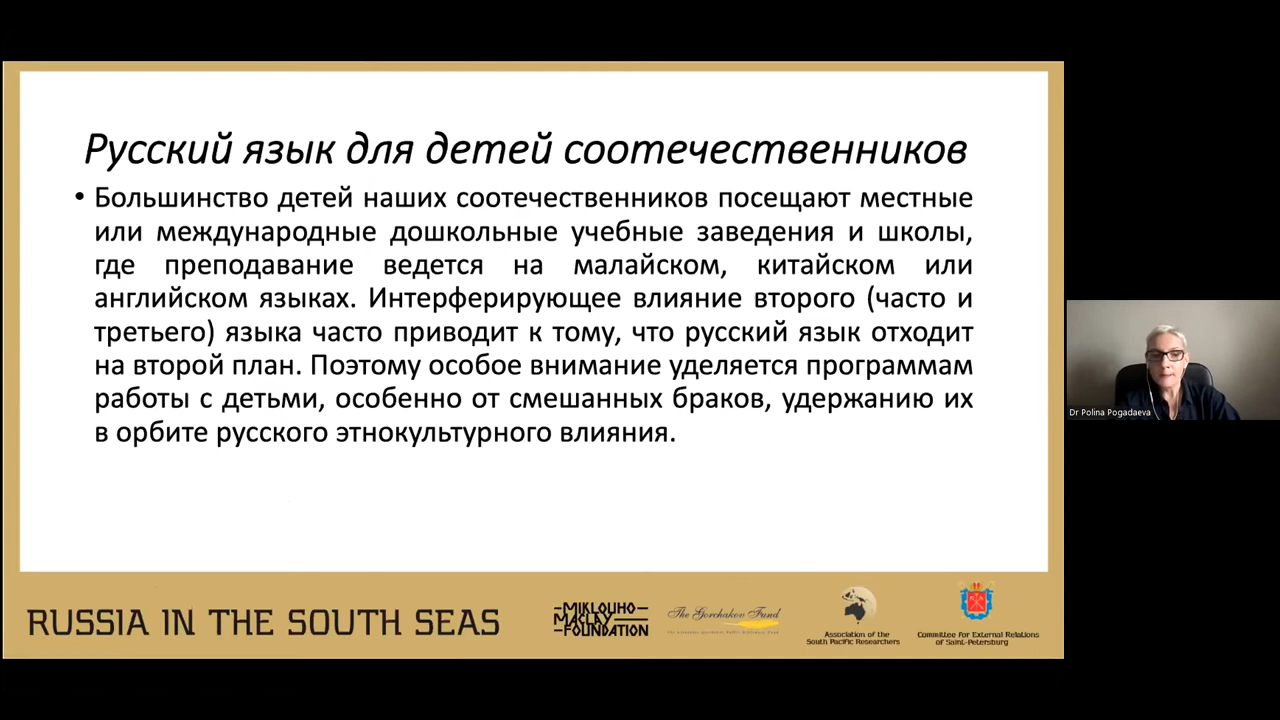 Русский язык для детей соотечественников
• Большинство детей наших соотечественников посещают местные
или международные дошкольные учебные заведения и школы,
где преподавание ведется на малайском, китайском или
английском языках. Интерферирующее влияние второго (часто и
третьего) языка часто приводит к тому, что русский язык отходит
на второй план. Поэтому особое внимание уделяется программам
работы с детьми, особенно от смешанных браков, удержанию их
в орбите русского этнокультурного влияния.
Dr Polina Pogadaeva
RUSSIA IN THE SOUTH SEAS
MIKLOUHO
MACLAY
FOUNDATION
The Gorchakov Fund
Association of the
South Pacific Researchers
Committee for External Relations
of Saint-Petersburg